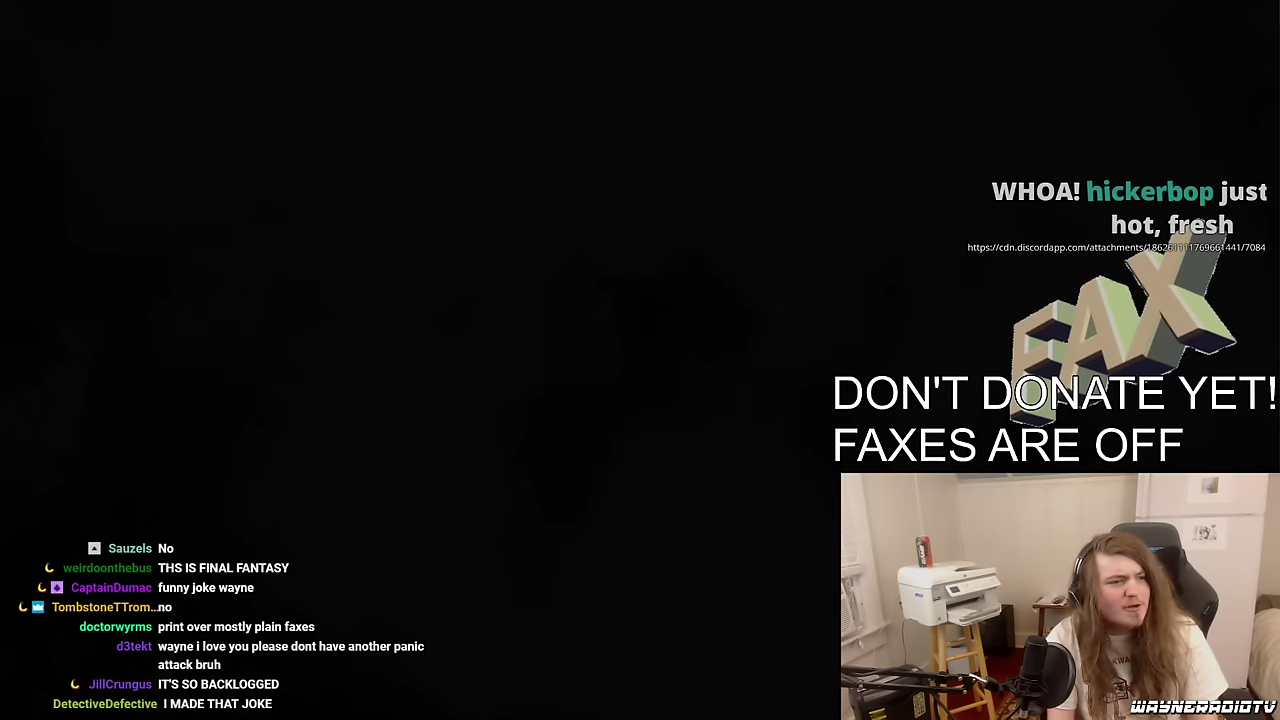 WHOA! hickerbop just
hot, fresh
https://cdn.discordapp.com/attachments/
FAX
DON'T DONATE YET!
FAXES ARE OFF
Sauzels No
weirdoonthebus THS IS FINAL FANTASY
CaptainDumac funny joke wayne
TombstoneTTrom...no
doctorwyrms print over mostly plain faxes
d3tekt wayne i love you please dont have another panic
attack bruh
JillCrungus IT'S SO BACKLOGGED
DetectiveDefective I MADE THAT JOKE
WAYNERADIOTV